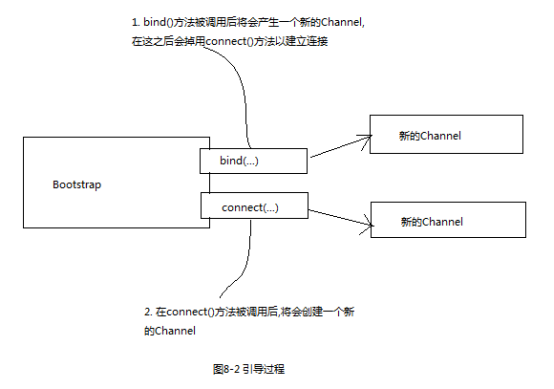 1. bind()方法被调用后将会产生一个新的Channel,
在这之后会掉用connect()方法以建立连接
新的Channel
bind(...)
Bootstrap
connect(...)
新的Channel
2. 在connect()方法被调用后,将会创建一个新
的Channel
图8-2 引导过程